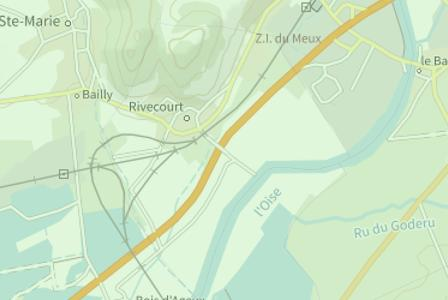 Ste-Marie
Z.I. du Meux
le Ba
Bailly
Rivecourt
l'Oise
Ru du Goderu